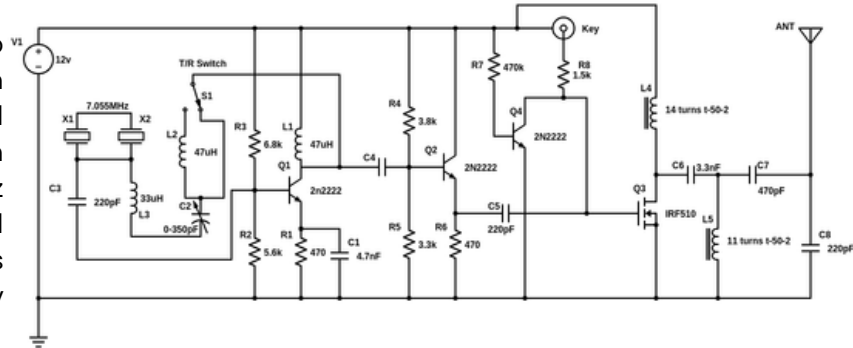 V1
12v
7.055MHz
X1
X2
C3
220pF
33uH
L3
T/R Switch
S1
L2
47uH
C2
0-350pF
R3
6.8k
R2
5.6k
L1
47uH
Q1
2n2222
R1
470
C1
4.7nF
C4
R4
3.8k
R5
3.3k
Q2
2N2222
R6
470
C5
220pF
R7
470k
Q4
2N2222
Key
R8
1.5k
L4
14 turns t-50-2
Q3
IRF510
C6
3.3nF
L5
11 turns t-50-2
C7
470pF
ANT
C8
220pF